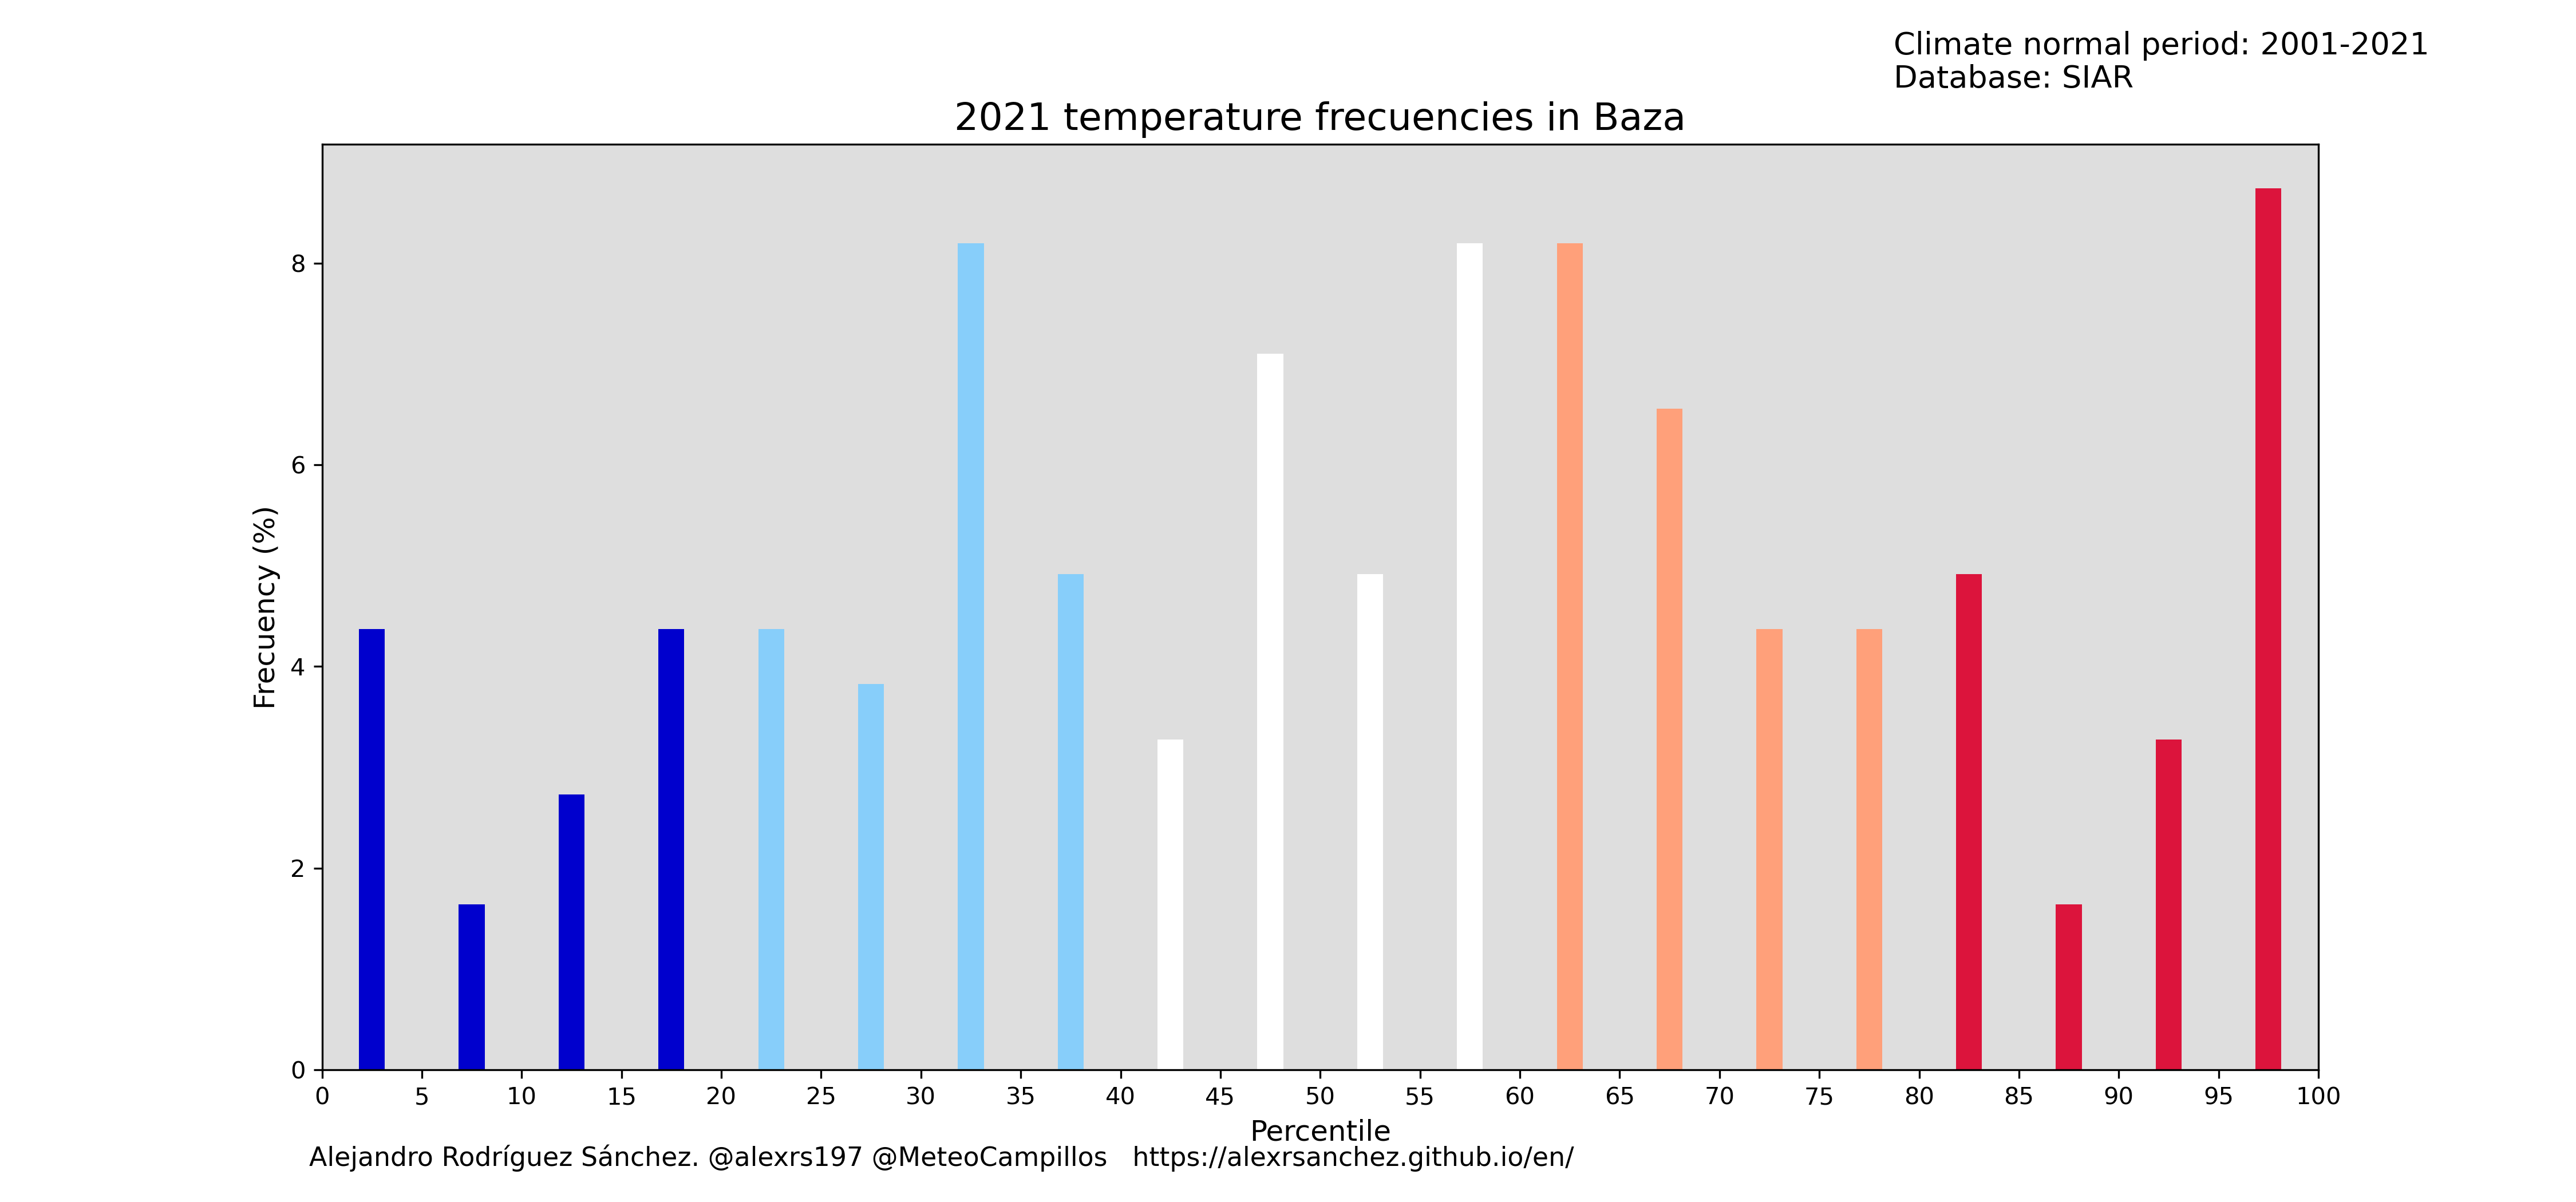 Climate normal period: 2001-2021
Database: SIAR
2021 temperature frecuencies in Baza
Frecuency (%)
8
6
4
2
0
0 5 10 15 20 25 30 35 40 45 50 55 60 65 70 75 80 85 90 95 100
Percentile
Alejandro Rodríguez Sánchez. @alexrs197 @MeteoCampillos https://alexrsanchez.github.io/en/